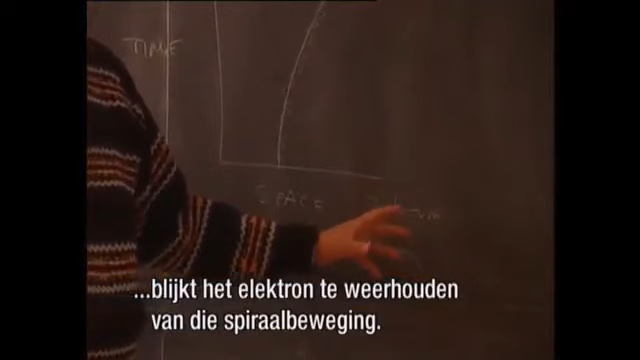 TIME
SPACE
...blijkt het elektron te weerhouden
van die spiraalbeweging.